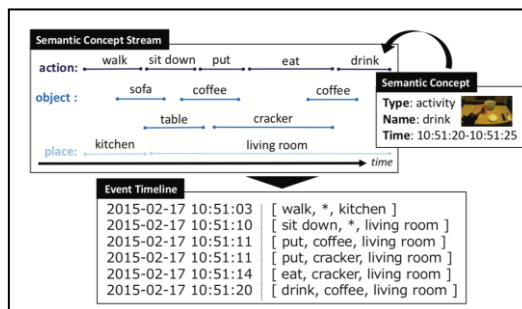 Semantic Concept Stream
walk sit down put eat drink
action:
object :
sofa coffee coffee
table cracker
kitchen living room
place:
time
Semantic Concept
Type: activity
Name: drink
Time: 10:51:20-10:51:25
Event Timeline
2015-02-17 10:51:03 [ walk, *, kitchen ]
2015-02-17 10:51:10 [ sit down, *, living room ]
2015-02-17 10:51:11 [ put, coffee, living room ]
2015-02-17 10:51:11 [ put, cracker, living room ]
2015-02-17 10:51:14 [ eat, cracker, living room ]
2015-02-17 10:51:20 [ drink, coffee, living room ]